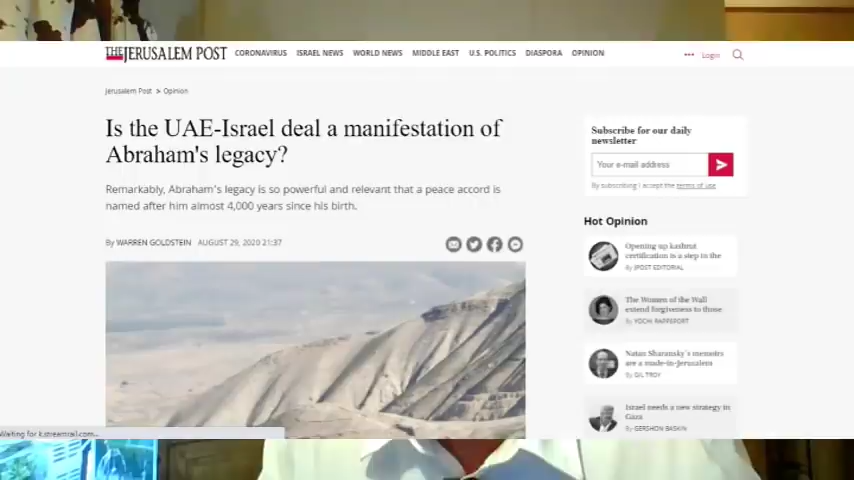 THE JERUSALEM POST CORONAVIRUS ISRAEL NEWS WORLD NEWS MIDDLE EAST U.S. POLITICS DIASPORA OPINION ••• Login
Jerusalem Post > Opinion
Is the UAE-Israel deal a manifestation of
Abraham's legacy?
Remarkably, Abraham's legacy is so powerful and relevant that a peace accord is
named after him almost 4,000 years since his birth.
By WARREN GOLDSTEIN AUGUST 29, 2020 21:37
Subscribe for our daily
newsletter
Your e-mail address
By subscribing I accept the terms of use
Hot Opinion
Opening up kashrut
certification is a step in the
By JPOST EDITORIAL
The Women of the Wall
extend forgiveness to those
By YOCHI RAPPEPORT
Natan Sharansky's memoirs
are a made-in-Jerusalem
By GIL TROY
Israel needs a new strategy in
Gaza
By GERSHON BASKIN
Waiting for k.streamrail.com...